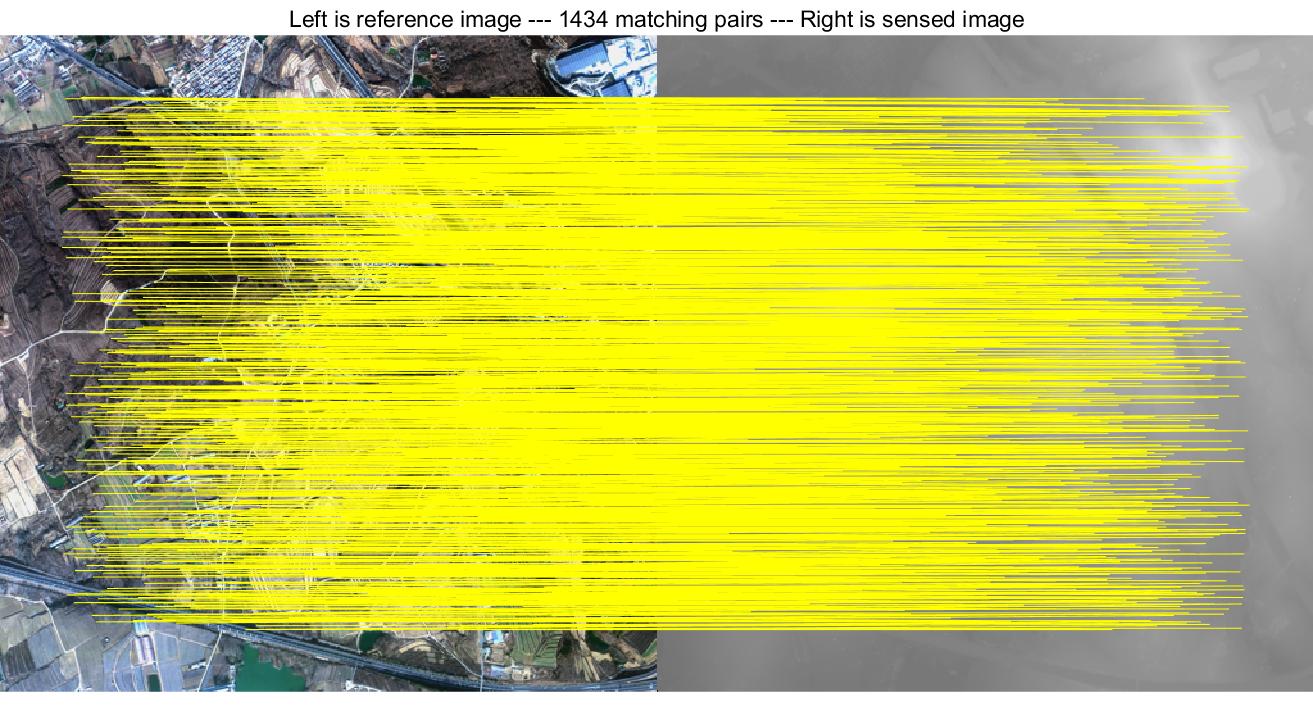 Left is reference image --- 1434 matching pairs --- Right is sensed image